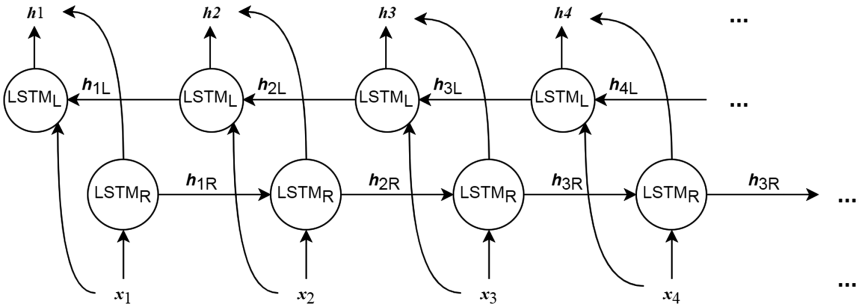 h1 h2 h3 h4 ...
LSTML h1L LSTML h2L LSTML h3L LSTML h4L ...
LSTMR h1R LSTMR h2R LSTMR h3R LSTMR h3R ...
x1 x2 x3 x4 ...